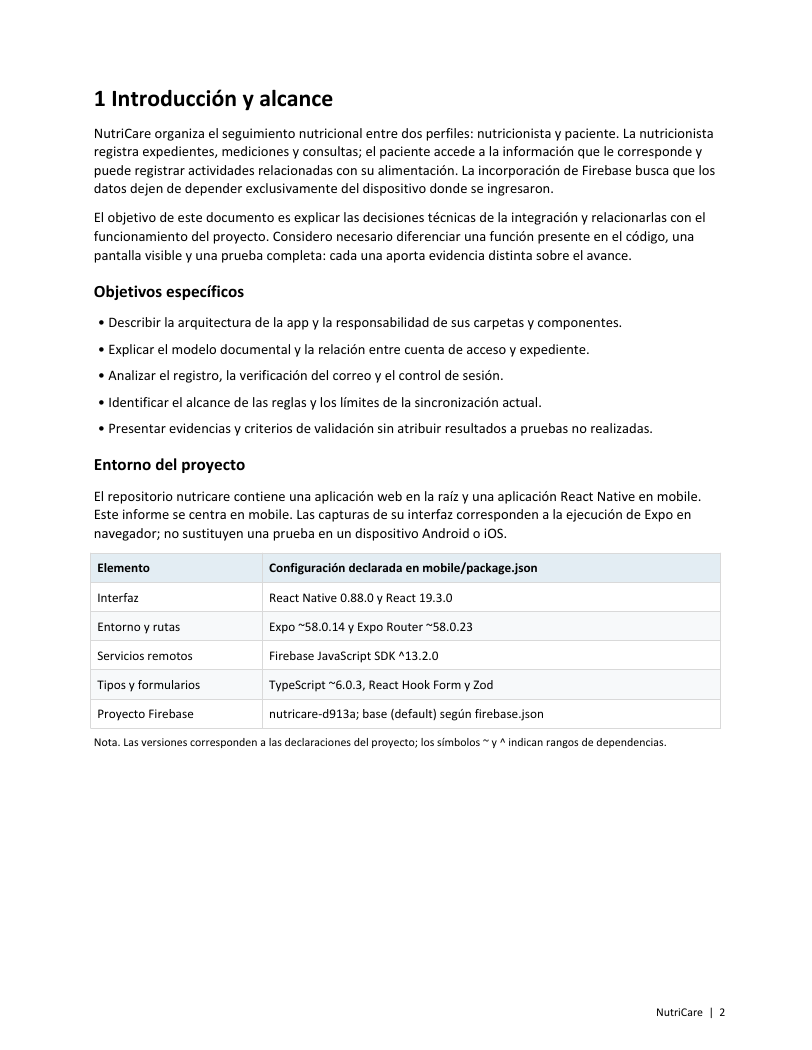 1 Introducción y alcance
NutriCare organiza el seguimiento nutricional entre dos perfiles: nutricionista y paciente. La nutricionista
registra expedientes, mediciones y consultas; el paciente accede a la información que le corresponde y
puede registrar actividades relacionadas con su alimentación. La incorporación de Firebase busca que los
datos dejen de depender exclusivamente del dispositivo donde se ingresaron.
El objetivo de este documento es explicar las decisiones técnicas de la integración y relacionarlas con el
funcionamiento del proyecto. Considero necesario diferenciar una función presente en el código, una
pantalla visible y una prueba completa: cada una aporta evidencia distinta sobre el avance.
Objetivos específicos
• Describir la arquitectura de la app y la responsabilidad de sus carpetas y componentes.
• Explicar el modelo documental y la relación entre cuenta de acceso y expediente.
• Analizar el registro, la verificación del correo y el control de sesión.
• Identificar el alcance de las reglas y los límites de la sincronización actual.
• Presentar evidencias y criterios de validación sin atribuir resultados a pruebas no realizadas.
Entorno del proyecto
El repositorio nutricare contiene una aplicación web en la raíz y una aplicación React Native en mobile.
Este informe se centra en mobile. Las capturas de su interfaz corresponden a la ejecución de Expo en
navegador; no sustituyen una prueba en un dispositivo Android o iOS.
Elemento Configuración declarada en mobile/package.json
Interfaz React Native 0.88.0 y React 19.3.0
Entorno y rutas Expo ~58.0.14 y Expo Router ~58.0.23
Servicios remotos Firebase JavaScript SDK ^13.2.0
Tipos y formularios TypeScript ~6.0.3, React Hook Form y Zod
Proyecto Firebase nutricare-d913a; base (default) según firebase.json
Nota. Las versiones corresponden a las declaraciones del proyecto; los símbolos ~ y ^ indican rangos de dependencias.
NutriCare | 2